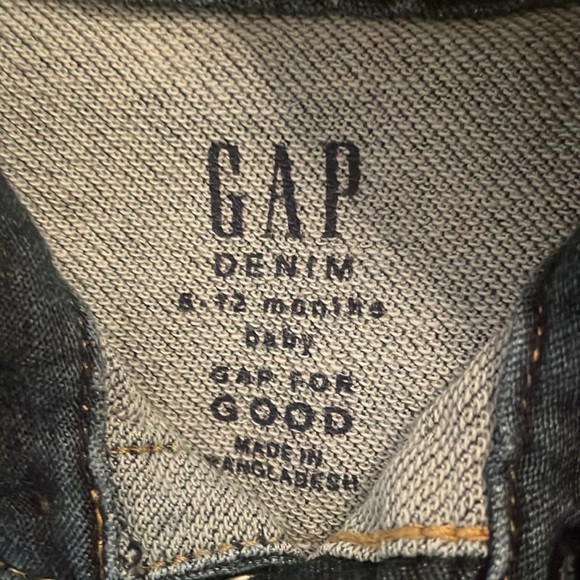 GAP
DENIM
6-12 months
baby
GAP FOR
GOOD
MADE IN
BANGLADESH